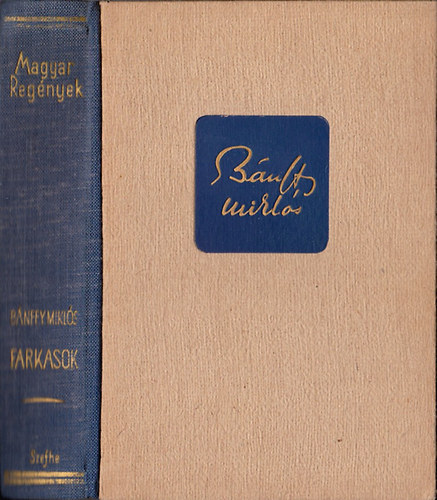 Magyar
Regények
BÁNFFY MIKLÓS
FARKASOK
Szefhe
Bánffy
miklós